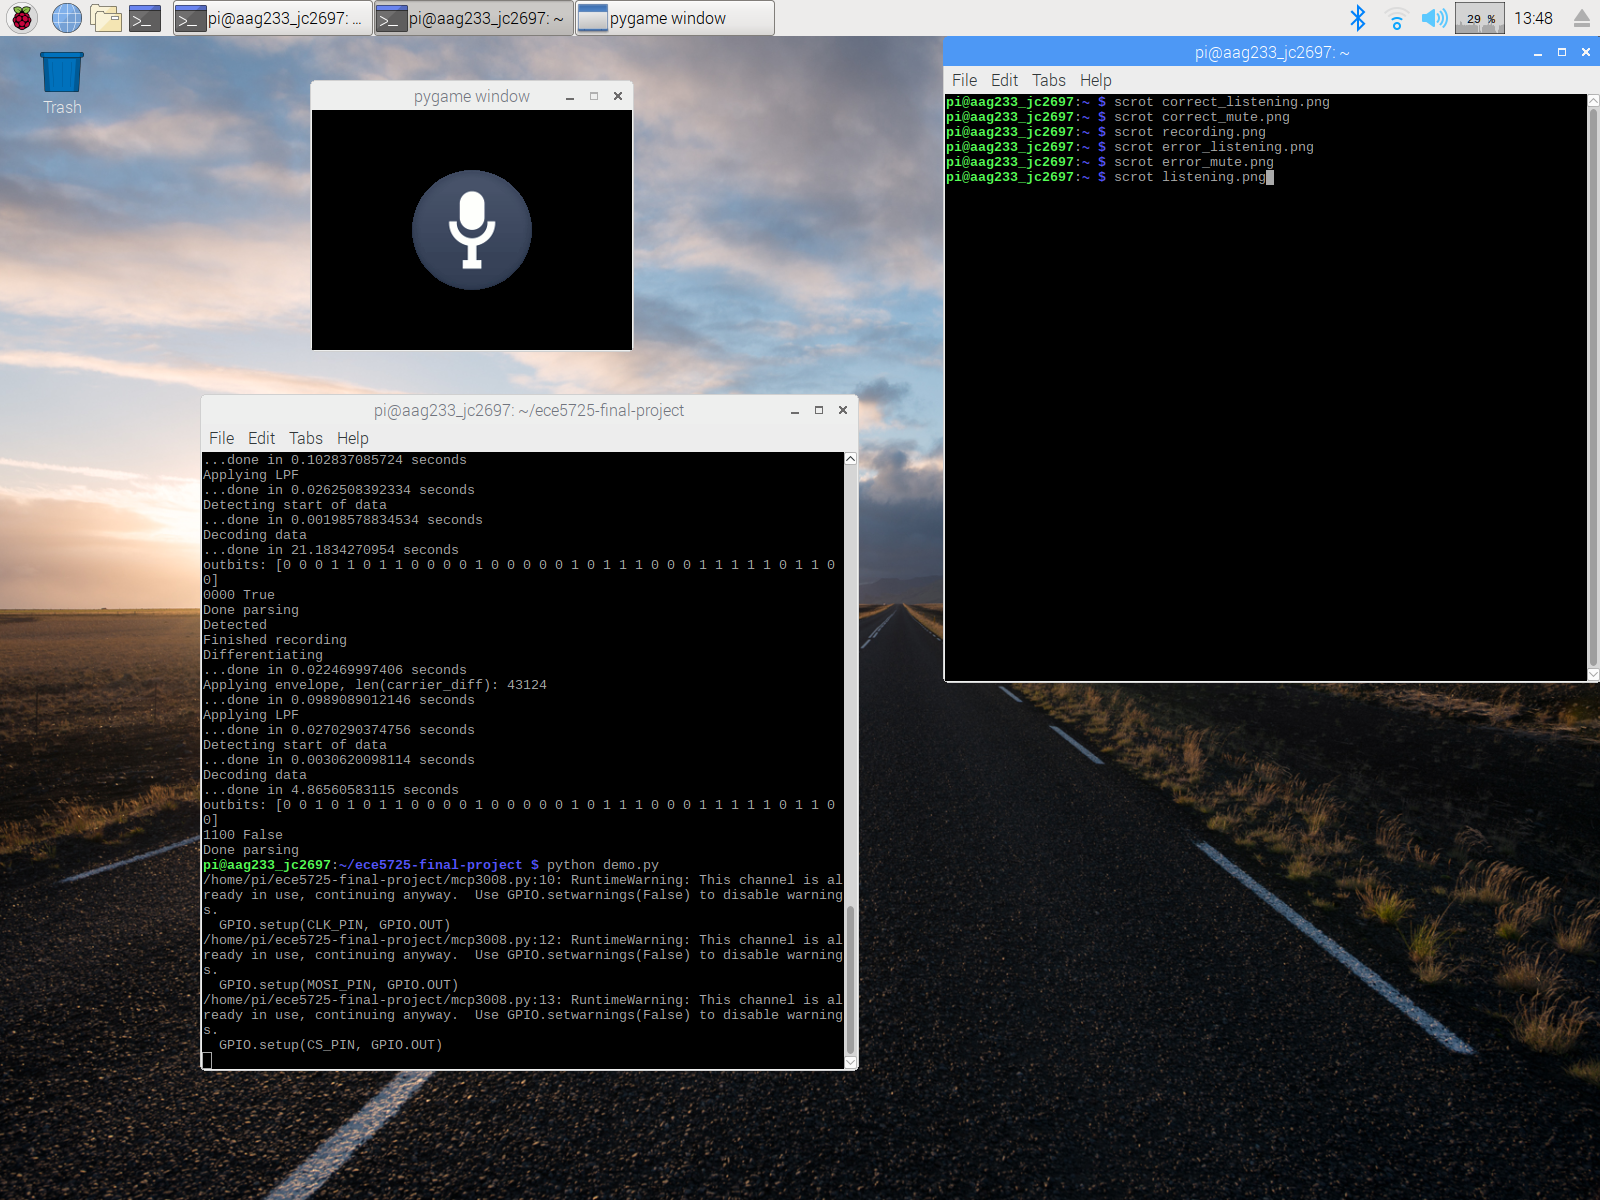 pi@aag233_jc2697: ...
pi@aag233_jc2697: ~
pygame window
29 %
13:48
Trash
pygame window
pi@aag233_jc2697: ~
File Edit Tabs Help
pi@aag233_jc2697:~ $ scrot correct_listening.png
pi@aag233_jc2697:~ $ scrot correct_mute.png
pi@aag233_jc2697:~ $ scrot recording.png
pi@aag233_jc2697:~ $ scrot error_listening.png
pi@aag233_jc2697:~ $ scrot error_mute.png
pi@aag233_jc2697:~ $ scrot listening.png
pi@aag233_jc2697: ~/ece5725-final-project
File Edit Tabs Help
...done in 0.102837085724 seconds
Applying LPF
...done in 0.0262508392334 seconds
Detecting start of data
...done in 0.00198578834534 seconds
Decoding data
...done in 21.1834270954 seconds
outbits: [0 0 0 1 1 0 1 1 0 0 0 0 1 0 0 0 0 0 1 0 1 1 1 0 0 0 1 1 1 1 1 0 1 1 0
0]
0000 True
Done parsing
Detected
Finished recording
Differentiating
...done in 0.022469997406 seconds
Applying envelope, len(carrier_diff): 43124
...done in 0.0989089012146 seconds
Applying LPF
...done in 0.0270290374756 seconds
Detecting start of data
...done in 0.0030620098114 seconds
Decoding data
...done in 4.86560583115 seconds
outbits: [0 0 1 0 1 0 1 1 0 0 0 0 1 0 0 0 0 0 1 0 1 1 1 0 0 0 1 1 1 1 1 0 1 1 0
0]
1100 False
Done parsing
pi@aag233_jc2697:~/ece5725-final-project $ python demo.py
/home/pi/ece5725-final-project/mcp3008.py:10: RuntimeWarning: This channel is al
ready in use, continuing anyway.  Use GPIO.setwarnings(False) to disable warning
s.
  GPIO.setup(CLK_PIN, GPIO.OUT)
/home/pi/ece5725-final-project/mcp3008.py:12: RuntimeWarning: This channel is al
ready in use, continuing anyway.  Use GPIO.setwarnings(False) to disable warning
s.
  GPIO.setup(MOSI_PIN, GPIO.OUT)
/home/pi/ece5725-final-project/mcp3008.py:13: RuntimeWarning: This channel is al
ready in use, continuing anyway.  Use GPIO.setwarnings(False) to disable warning
s.
  GPIO.setup(CS_PIN, GPIO.OUT)